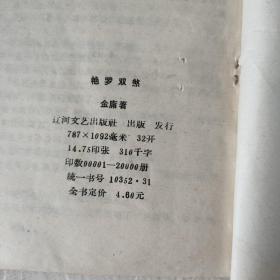 艳罗双煞
金庸著
辽河文艺出版社 出版 发行
787×1092毫米 32开
14.75印张 310千字
印数00001—20000册
统一书号 10352·31
全书定价 4.60元